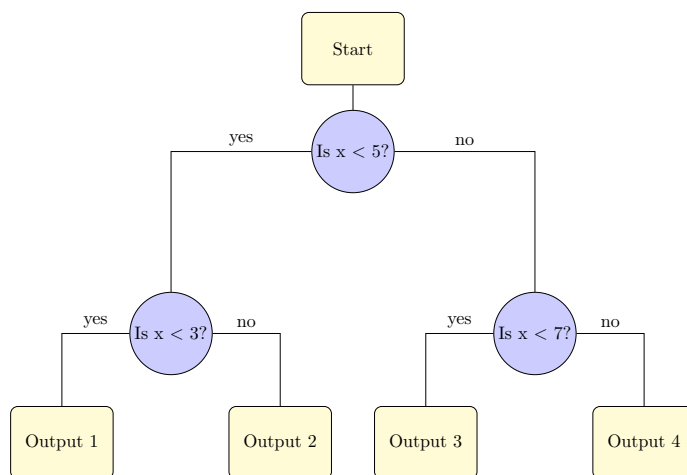 Start
Is x < 5?
yes
no
Is x < 3?
yes
no
Is x < 7?
yes
no
Output 1
Output 2
Output 3
Output 4